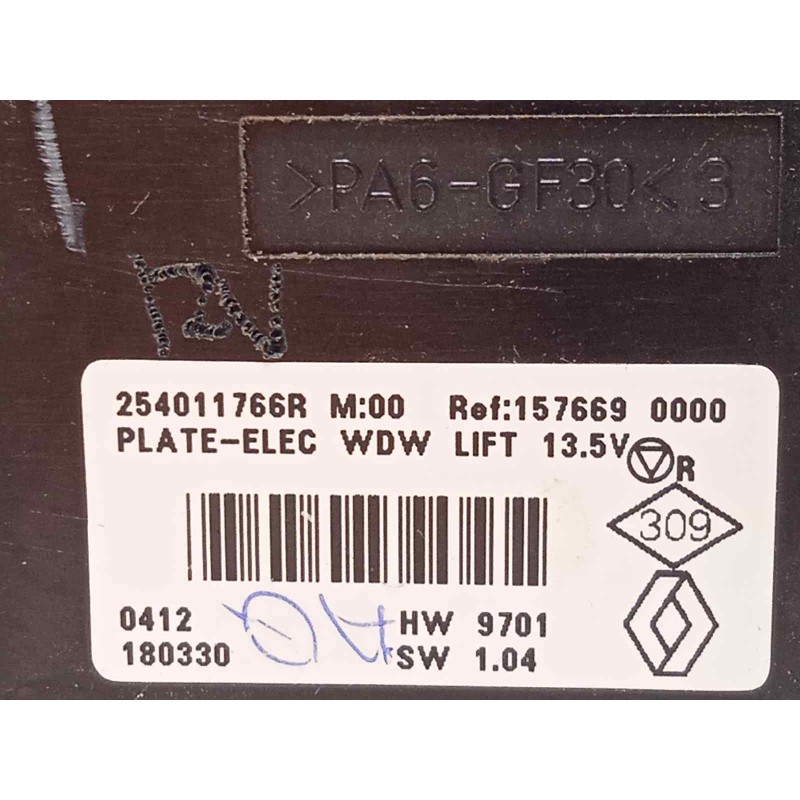 >PA6-GF30< 3
254011766R M:00 Ref:157669 0000
PLATE-ELEC WDW LIFT 13.5V
R
309
0412 HW 9701
180330 SW 1.04